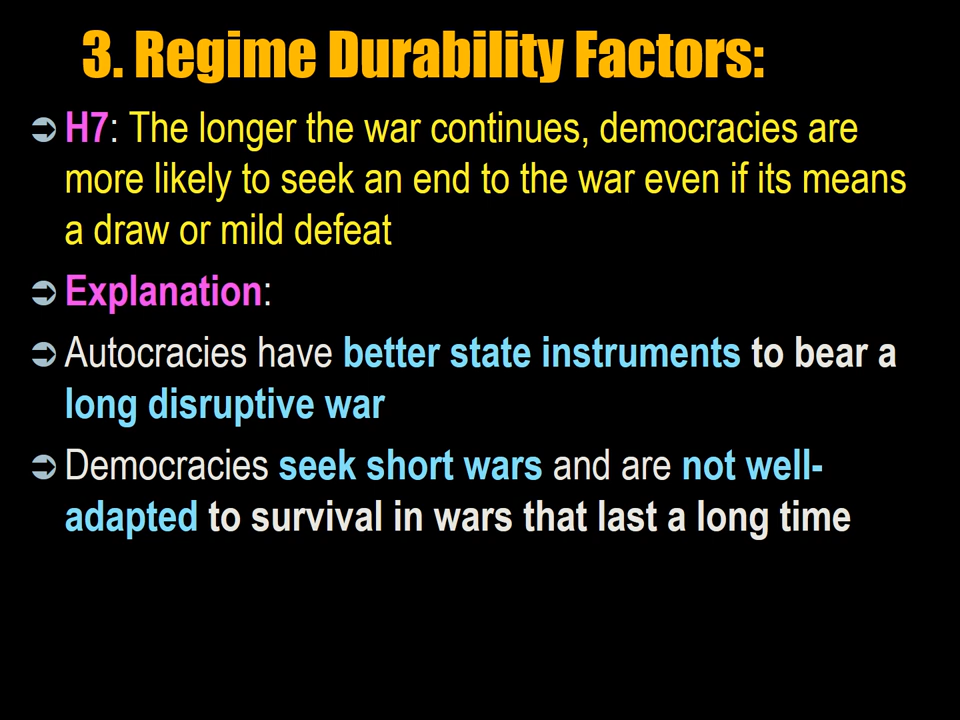 3. Regime Durability Factors:
H7: The longer the war continues, democracies are
more likely to seek an end to the war even if its means
a draw or mild defeat
Explanation:
Autocracies have better state instruments to bear a
long disruptive war
Democracies seek short wars and are not well-
adapted to survival in wars that last a long time